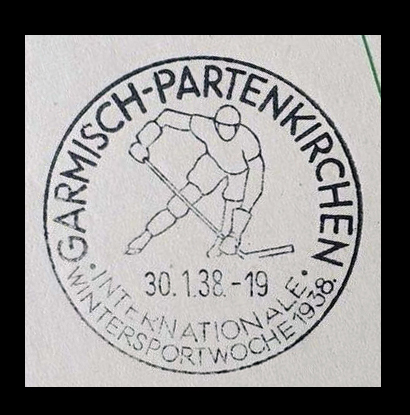 GARMISCH-PARTENKIRCHEN
30.1.38.-19
• INTERNATIONALE •
WINTERSPORTWOCHE 1938.